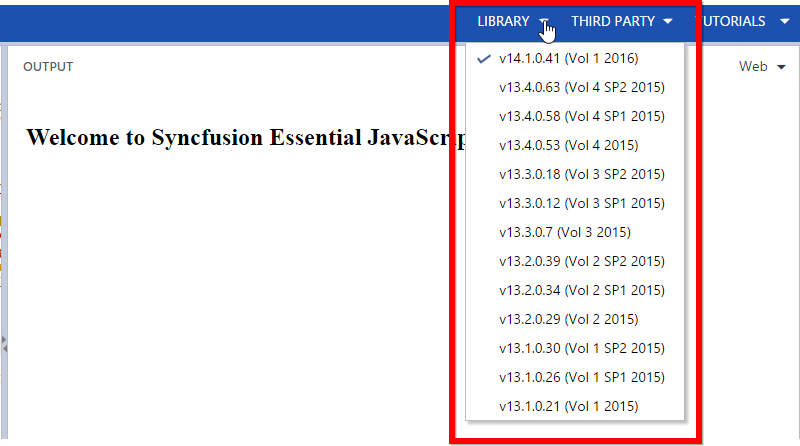 LIBRARY THIRD PARTY TUTORIALS
OUTPUT
Web
Welcome to Syncfusion Essential JavaScrip
v14.1.0.41 (Vol 1 2016)
v13.4.0.63 (Vol 4 SP2 2015)
v13.4.0.58 (Vol 4 SP1 2015)
v13.4.0.53 (Vol 4 2015)
v13.3.0.18 (Vol 3 SP2 2015)
v13.3.0.12 (Vol 3 SP1 2015)
v13.3.0.7 (Vol 3 2015)
v13.2.0.39 (Vol 2 SP2 2015)
v13.2.0.34 (Vol 2 SP1 2015)
v13.2.0.29 (Vol 2 2015)
v13.1.0.30 (Vol 1 SP2 2015)
v13.1.0.26 (Vol 1 SP1 2015)
v13.1.0.21 (Vol 1 2015)